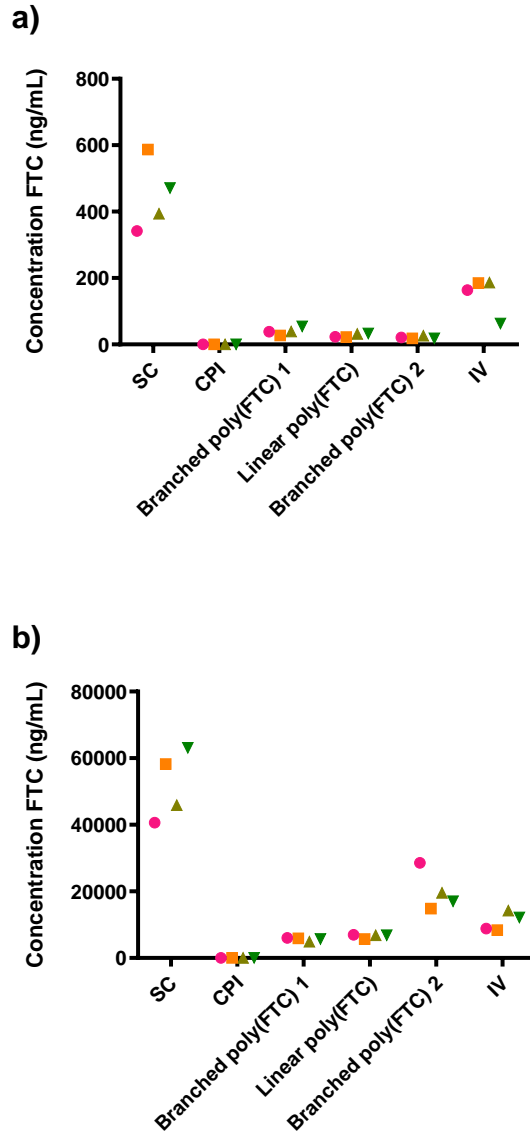 a)
Concentration FTC (ng/mL)
800
600
400
200
0
SC
CPI
Branched poly(FTC) 1
Linear poly(FTC)
Branched poly(FTC) 2
IV
b)
Concentration FTC (ng/mL)
80000
60000
40000
20000
0
SC
CPI
Branched poly(FTC) 1
Linear poly(FTC)
Branched poly(FTC) 2
IV